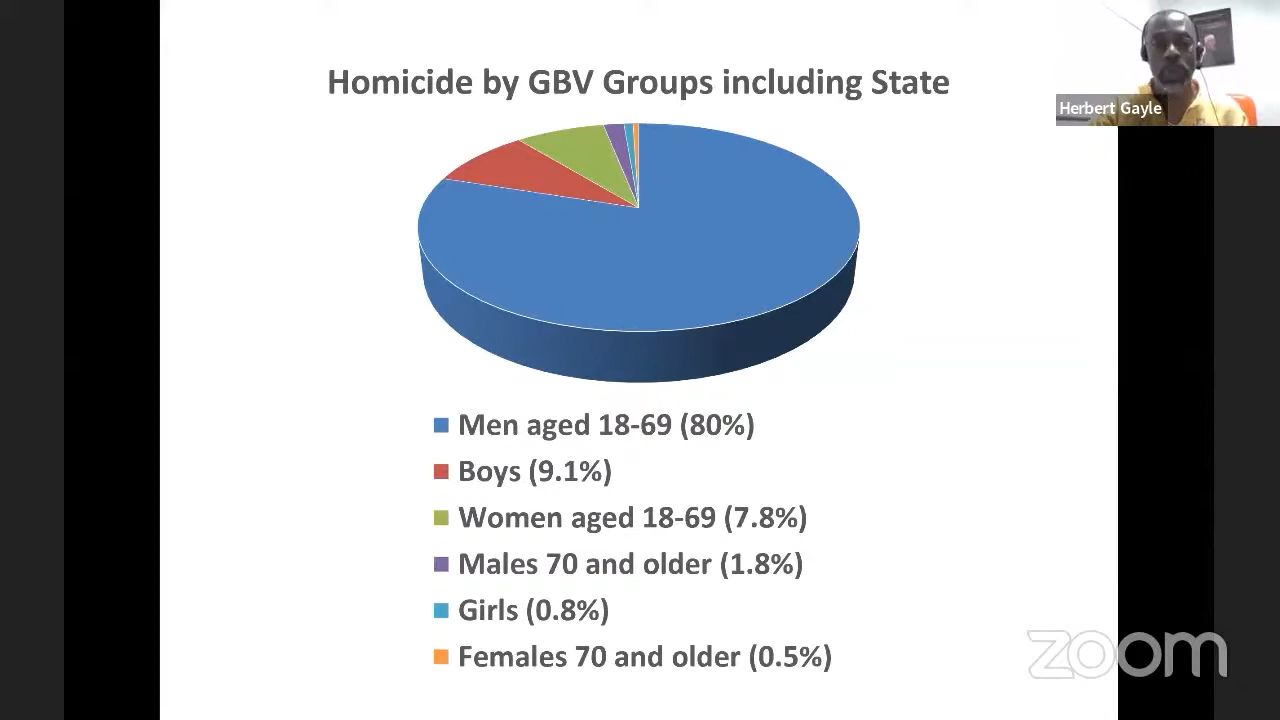 Homicide by GBV Groups including State
Herbert Gayle
Men aged 18-69 (80%)
Boys (9.1%)
Women aged 18-69 (7.8%)
Males 70 and older (1.8%)
Girls (0.8%)
Females 70 and older (0.5%)
zoom